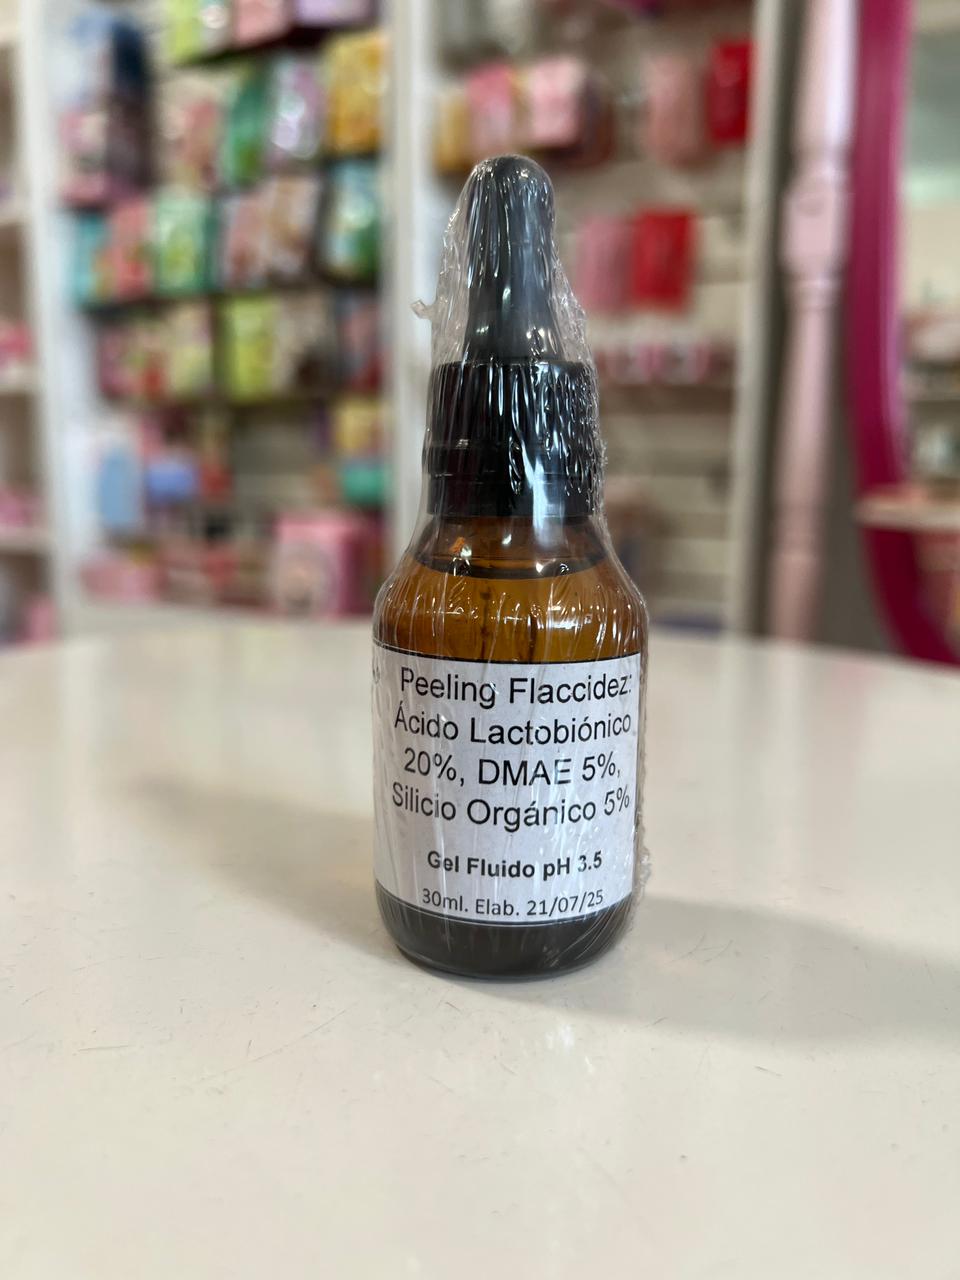 Peeling Flaccidez:
Ácido Lactobiónico
20%, DMAE 5%,
Silicio Orgánico 5%
Gel Fluido pH 3.5
30ml. Elab. 21/07/25